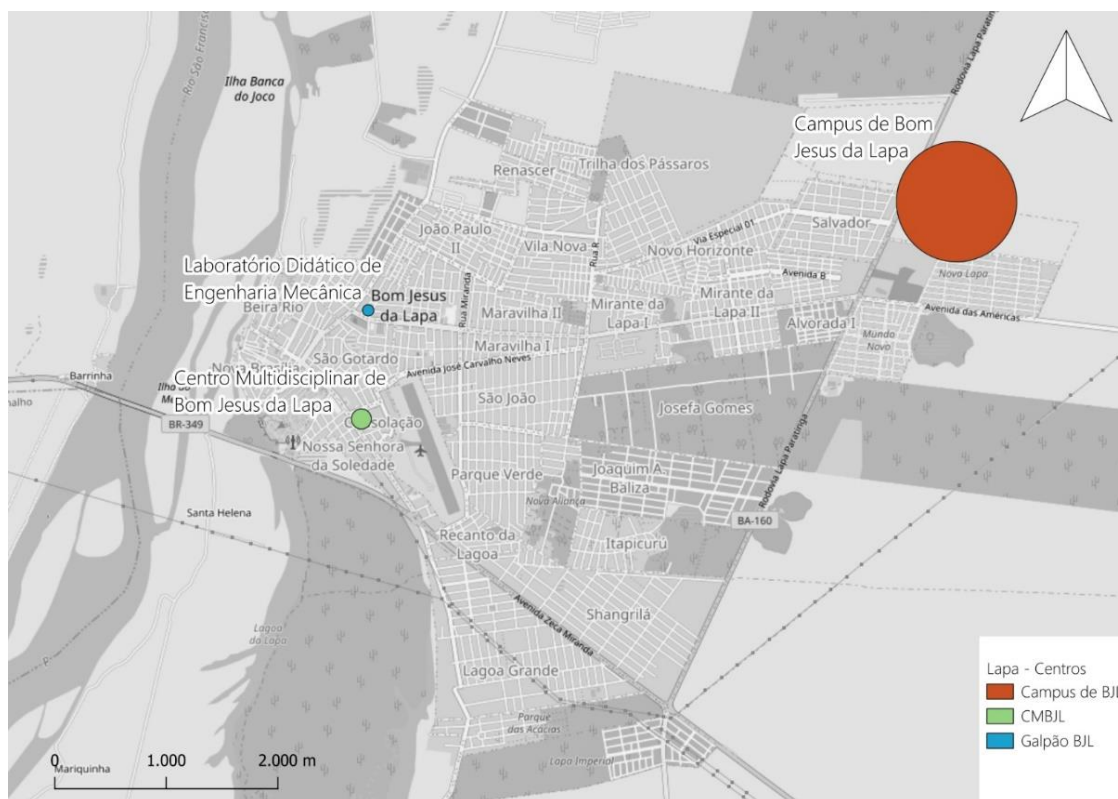 Rio São Francisco
Ilha Banca
do Joco
Rodovia Lapa Paratinga
Campus de Bom
Jesus da Lapa
Trilha dos Pássaros
Renascer
João Paulo
II
Vila Nova
Rua R
Novo Horizonte
Via Especial 01
Salvador
Nova Lapa
Avenida B
Laboratório Didático de
Engenharia Mecânica
Bom Jesus
da Lapa
Rua Miranda
Beira Rio
Maravilha II
Mirante da
Lapa I
Mirante da
Lapa II
Alvorada I
Avenida das Américas
Mundo
Novo
São Gotardo
Maravilha I
Avenida José Carvalho Neves
Nova Brasília
Centro Multidisciplinar de
Bom Jesus da Lapa
Barrinha
BR-349
São João
Josefa Gomes
Rodovia Lapa Paratinga
Nossa Senhora
da Soledade
Parque Verde
Joaquim A.
Baliza
Nova Aliança
BA-160
Santa Helena
Recanto da
Lagoa
Itapicurú
Avenida Zeca Miranda
Shangrilá
Lagoa
da Lapa
Lagoa Grande
Parque
das Acácias
Lapa Imperial
Lapa - Centros
Campus de BJL
CMBJL
Galpão BJL
0 1.000 2.000 m
Mariquinha